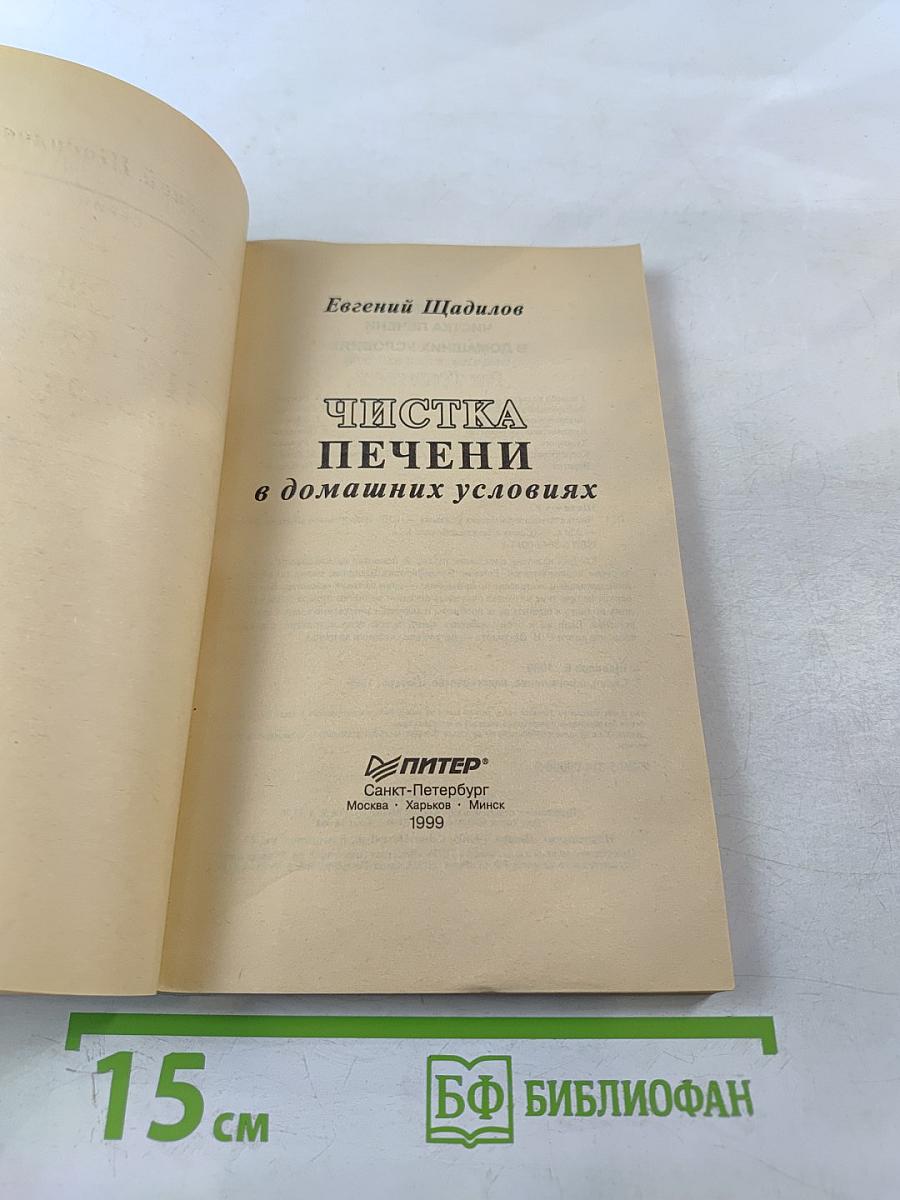 Евгений Щадилов
ЧИСТКА
ПЕЧЕНИ
в домашних условиях
ПИТЕР®
Санкт-Петербург
Москва · Харьков · Минск
1999
15 см
БФ БИБЛИОФАН